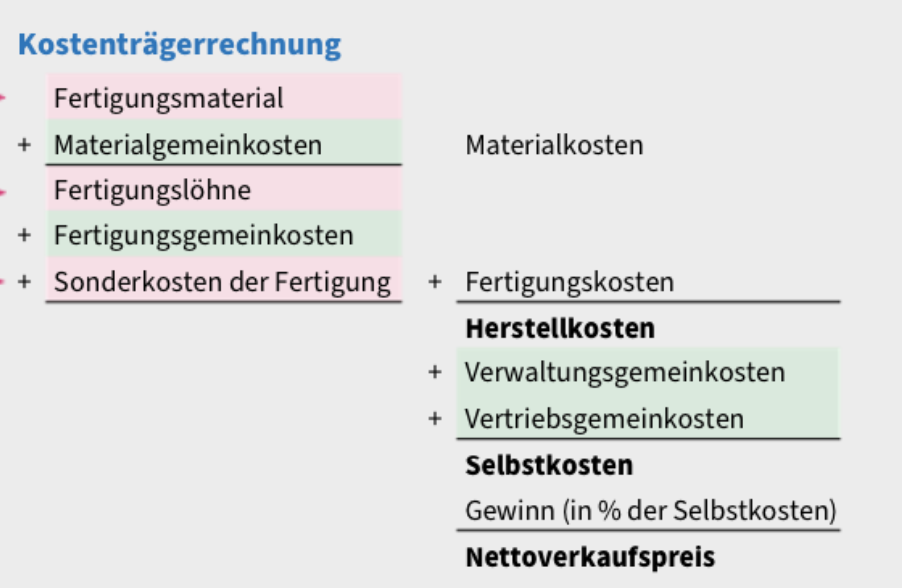 Kostenträgerrechnung
Fertigungsmaterial
+ Materialgemeinkosten Materialkosten
Fertigungslöhne
+ Fertigungsgemeinkosten
+ Sonderkosten der Fertigung + Fertigungskosten
Herstellkosten
+ Verwaltungsgemeinkosten
+ Vertriebsgemeinkosten
Selbstkosten
Gewinn (in % der Selbstkosten)
Nettoverkaufspreis